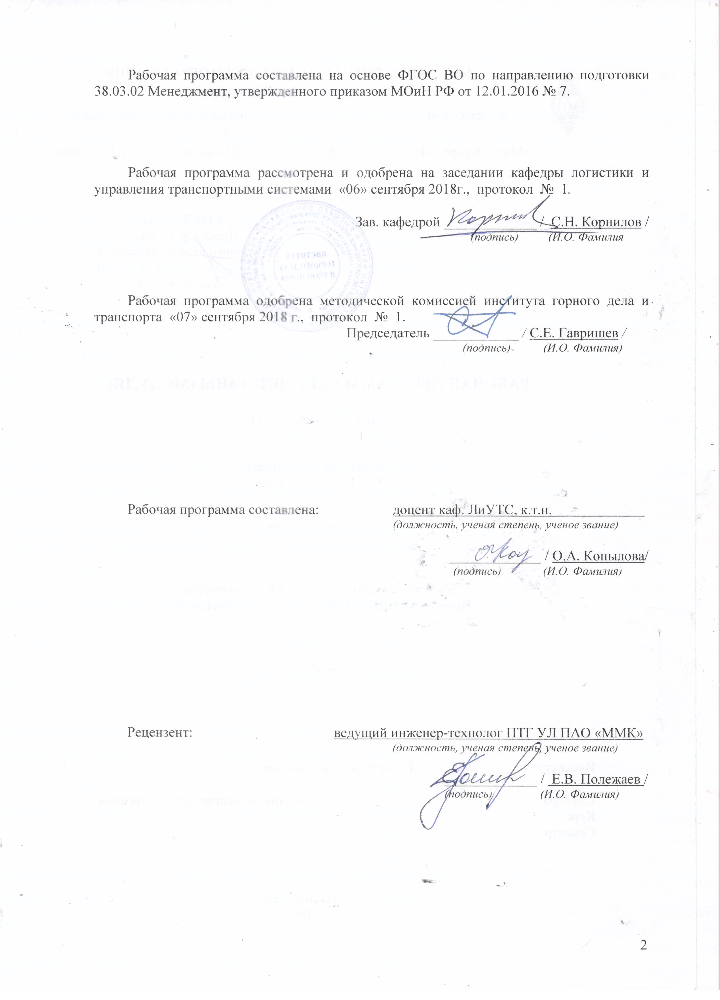 Рабочая программа составлена на основе ФГОС ВО по направлению подготовки
38.03.02 Менеджмент, утвержденного приказом МОиН РФ от 12.01.2016 № 7.
Рабочая программа рассмотрена и одобрена на заседании кафедры логистики и
управления транспортными системами «06» сентября 2018г., протокол № 1.
Зав. кафедрой ____________ / С.Н. Корнилов /
(подпись) (И.О. Фамилия
Рабочая программа одобрена методической комиссией института горного дела и
транспорта «07» сентября 2018 г., протокол № 1.
Председатель ____________ / С.Е. Гавришев /
(подпись) (И.О. Фамилия)
Рабочая программа составлена: доцент каф. ЛиУТС, к.т.н.
(должность, ученая степень, ученое звание)
____________ / О.А. Копылова/
(подпись) (И.О. Фамилия)
Рецензент: ведущий инженер-технолог ПТГ УЛ ПАО «ММК»
(должность, ученая степень, ученое звание)
____________ / Е.В. Полежаев /
(подпись) (И.О. Фамилия)
2